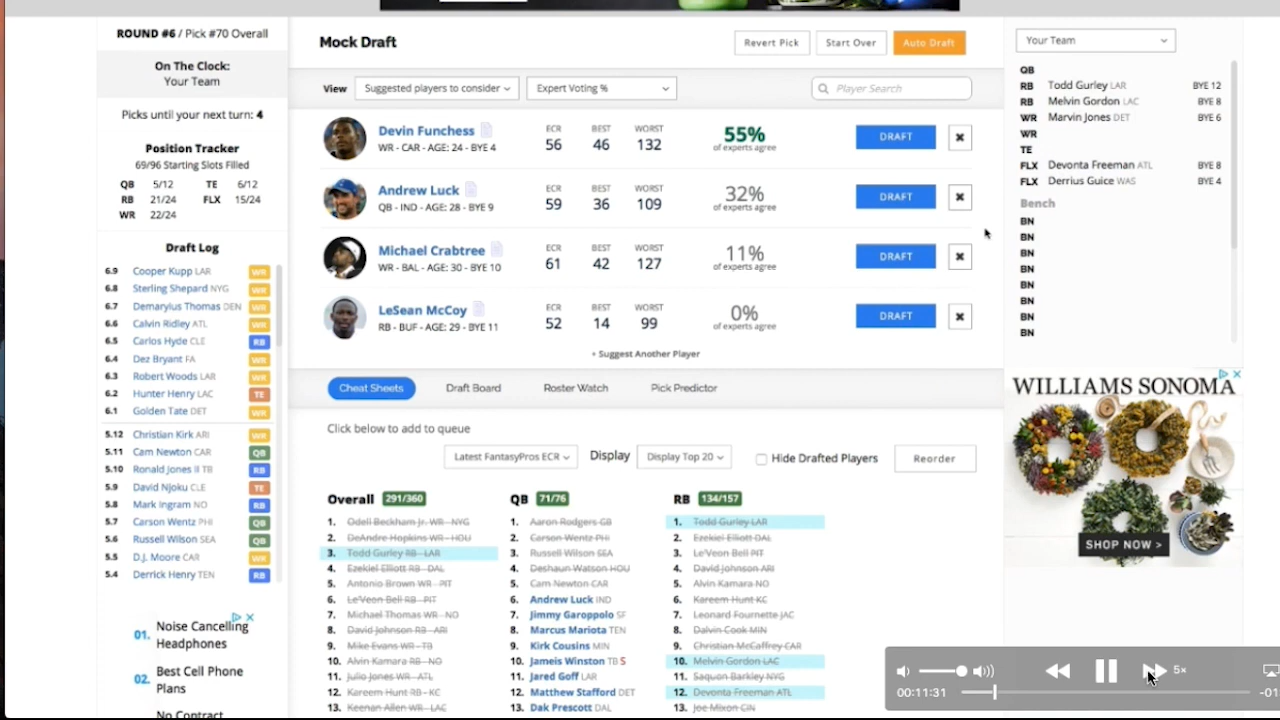 ROUND #6 / Pick #70 Overall
On The Clock:
Your Team
Picks until your next turn: 4
Position Tracker
69/96 Starting Slots Filled
QB 5/12 TE 6/12
RB 21/24 FLX 15/24
WR 22/24
Draft Log
6.9 Cooper Kupp LAR WR
6.8 Sterling Shepard NYG WR
6.7 Demaryius Thomas DEN WR
6.6 Calvin Ridley ATL WR
6.5 Carlos Hyde CLE RB
6.4 Dez Bryant FA WR
6.3 Robert Woods LAR WR
6.2 Hunter Henry LAC TE
6.1 Golden Tate DET WR
5.12 Christian Kirk ARI WR
5.11 Cam Newton CAR QB
5.10 Ronald Jones II TB RB
5.9 David Njoku CLE TE
5.8 Mark Ingram NO RB
5.7 Carson Wentz PHI QB
5.6 Russell Wilson SEA QB
5.5 D.J. Moore CAR WR
5.4 Derrick Henry TEN RB
01. Noise Cancelling
Headphones
02. Best Cell Phone
Plans
No Contract
Mock Draft
Revert Pick
Start Over
Auto Draft
View Suggested players to consider Expert Voting % Player Search
Devin Funchess ECR BEST WORST 55% DRAFT
WR - CAR - AGE: 24 - BYE 4 56 46 132 of experts agree
Andrew Luck ECR BEST WORST 32% DRAFT
QB - IND - AGE: 28 - BYE 9 59 36 109 of experts agree
Michael Crabtree ECR BEST WORST 11% DRAFT
WR - BAL - AGE: 30 - BYE 10 61 42 127 of experts agree
LeSean McCoy ECR BEST WORST 0% DRAFT
RB - BUF - AGE: 29 - BYE 11 52 14 99 of experts agree
+ Suggest Another Player
Cheat Sheets Draft Board Roster Watch Pick Predictor
Click below to add to queue
Latest FantasyPros ECR Display Display Top 20 Hide Drafted Players Reorder
Overall 291/360
1. Odell Beckham Jr. WR - NYG
2. DeAndre Hopkins WR - HOU
3. Todd Gurley RB - LAR
4. Ezekiel Elliott RB - DAL
5. Antonio Brown WR - PIT
6. Le'Veon Bell RB - PIT
7. Michael Thomas WR - NO
8. David Johnson RB - ARI
9. Mike Evans WR - TB
10. Alvin Kamara RB - NO
11. Julio Jones WR - ATL
12. Kareem Hunt RB - KC
13. Keenan Allen WR - LAC
QB 71/76
1. Aaron Rodgers GB
2. Carson Wentz PHI
3. Russell Wilson SEA
4. Deshaun Watson HOU
5. Cam Newton CAR
6. Andrew Luck IND
7. Jimmy Garoppolo SF
8. Marcus Mariota TEN
9. Kirk Cousins MIN
10. Jameis Winston TB S
11. Jared Goff LAR
12. Matthew Stafford DET
13. Dak Prescott DAL
RB 134/157
1. Todd Gurley LAR
2. Ezekiel Elliott DAL
3. Le'Veon Bell PIT
4. David Johnson ARI
5. Alvin Kamara NO
6. Kareem Hunt KC
7. Leonard Fournette JAC
8. Dalvin Cook MIN
9. Christian McCaffrey CAR
10. Melvin Gordon LAC
11. Saquon Barkley NYG
12. Devonta Freeman ATL
13. Joe Mixon CIN
Your Team
QB
RB Todd Gurley LAR BYE 12
RB Melvin Gordon LAC BYE 8
WR Marvin Jones DET BYE 6
WR
TE
FLX Devonta Freeman ATL BYE 8
FLX Derrius Guice WAS BYE 4
Bench
BN
BN
BN
BN
BN
BN
BN
BN
WILLIAMS SONOMA
SHOP NOW >
5×
00:11:31
-01